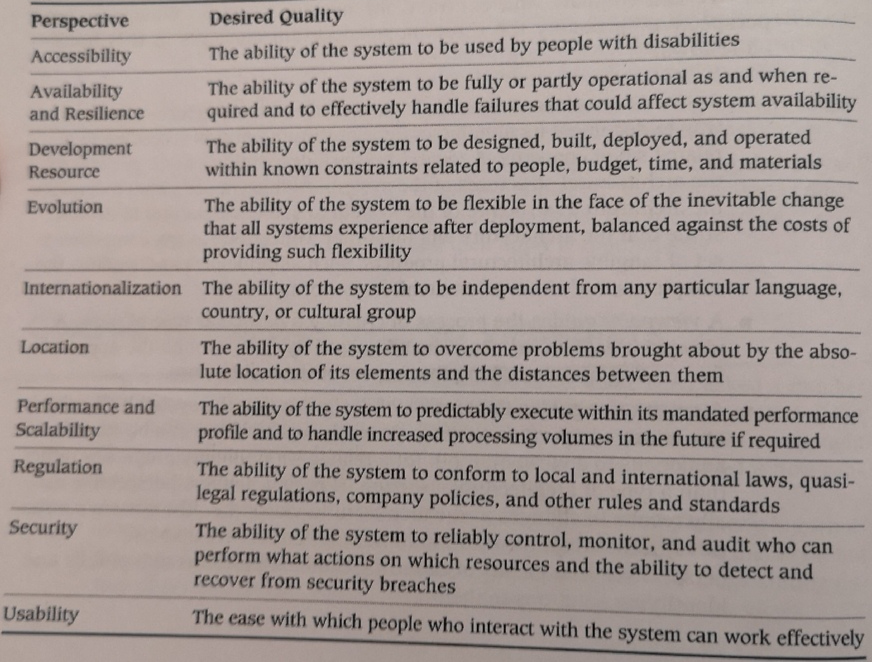 Perspective Desired Quality
Accessibility The ability of the system to be used by people with disabilities
Availability The ability of the system to be fully or partly operational as and when re-
and Resilience quired and to effectively handle failures that could affect system availability
Development The ability of the system to be designed, built, deployed, and operated
Resource within known constraints related to people, budget, time, and materials
Evolution The ability of the system to be flexible in the face of the inevitable change
that all systems experience after deployment, balanced against the costs of
providing such flexibility
Internationalization The ability of the system to be independent from any particular language,
country, or cultural group
Location The ability of the system to overcome problems brought about by the abso-
lute location of its elements and the distances between them
Performance and The ability of the system to predictably execute within its mandated performance
Scalability profile and to handle increased processing volumes in the future if required
Regulation The ability of the system to conform to local and international laws, quasi-
legal regulations, company policies, and other rules and standards
Security The ability of the system to reliably control, monitor, and audit who can
perform what actions on which resources and the ability to detect and
recover from security breaches
Usability The ease with which people who interact with the system can work effectively